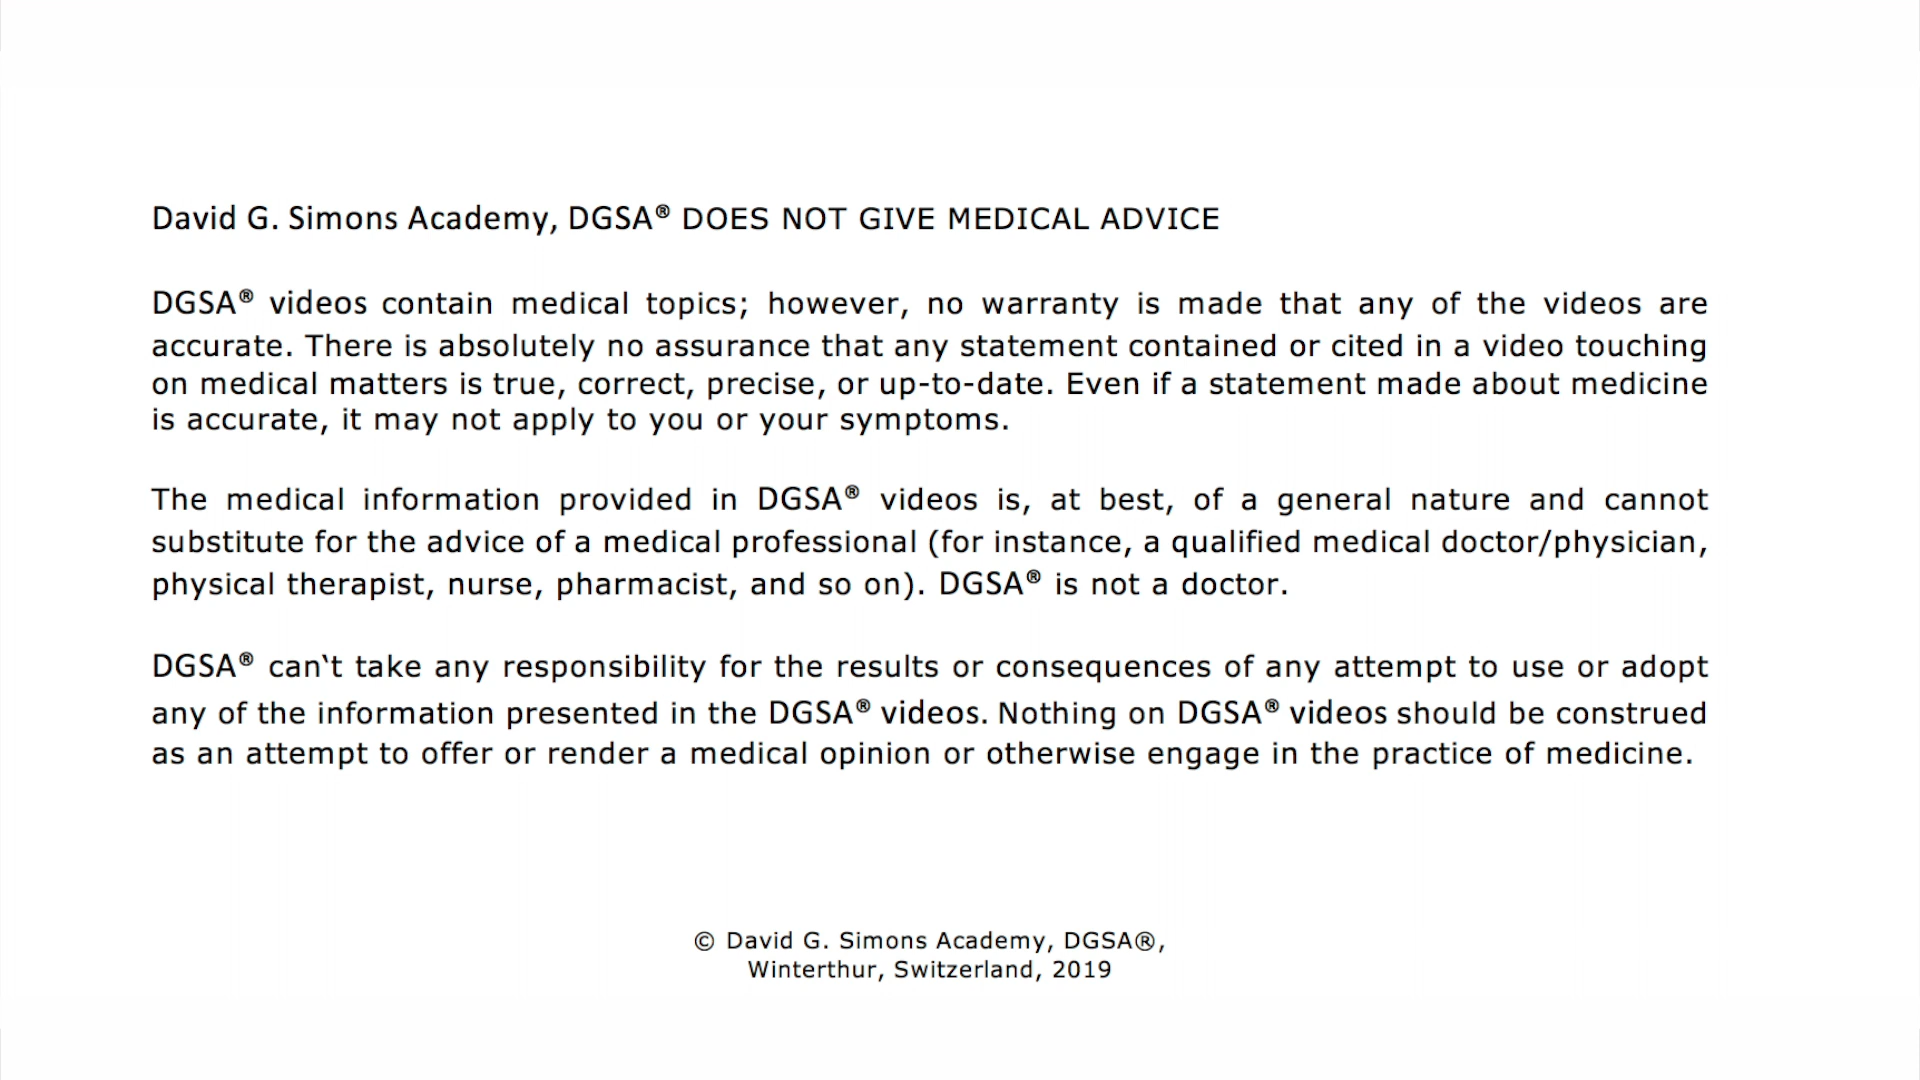 David G. Simons Academy, DGSA® DOES NOT GIVE MEDICAL ADVICE
DGSA® videos contain medical topics; however, no warranty is made that any of the videos are
accurate. There is absolutely no assurance that any statement contained or cited in a video touching
on medical matters is true, correct, precise, or up-to-date. Even if a statement made about medicine
is accurate, it may not apply to you or your symptoms.
The medical information provided in DGSA® videos is, at best, of a general nature and cannot
substitute for the advice of a medical professional (for instance, a qualified medical doctor/physician,
physical therapist, nurse, pharmacist, and so on). DGSA® is not a doctor.
DGSA® can‛t take any responsibility for the results or consequences of any attempt to use or adopt
any of the information presented in the DGSA® videos. Nothing on DGSA® videos should be construed
as an attempt to offer or render a medical opinion or otherwise engage in the practice of medicine.
© David G. Simons Academy, DGSA®,
Winterthur, Switzerland, 2019